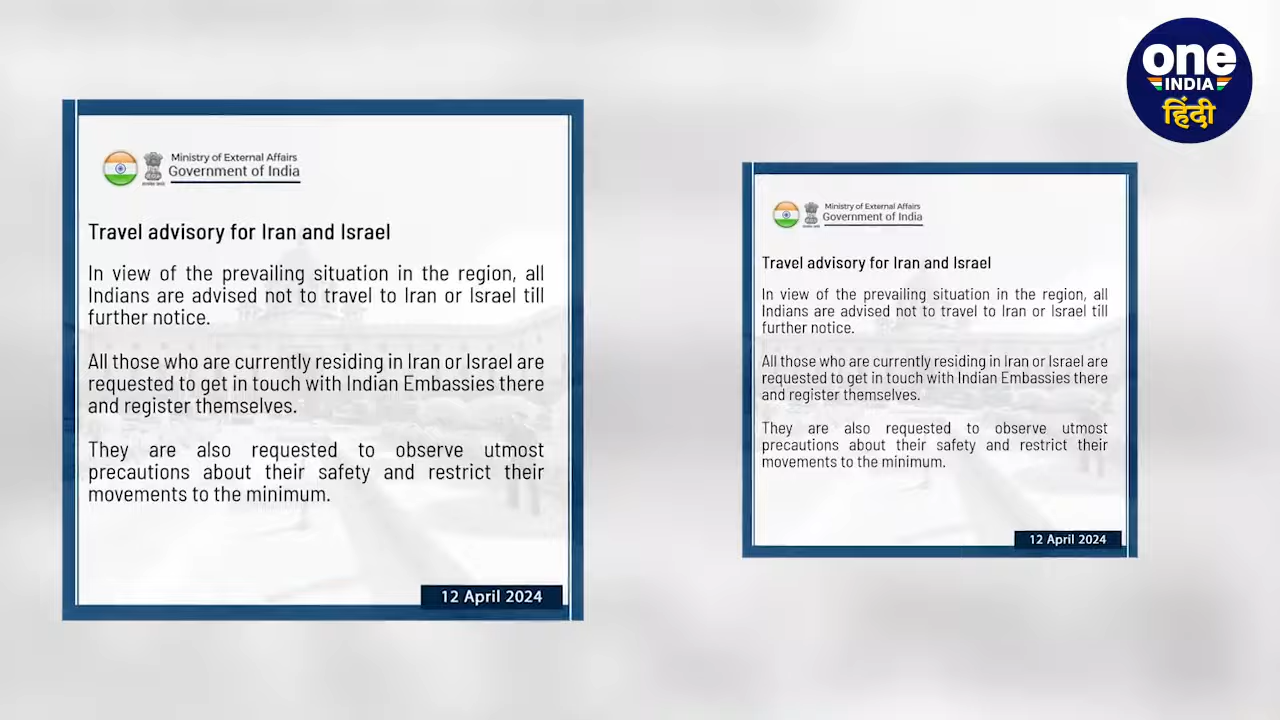 Ministry of External Affairs
Government of India
Travel advisory for Iran and Israel
In view of the prevailing situation in the region, all
Indians are advised not to travel to Iran or Israel till
further notice.
All those who are currently residing in Iran or Israel are
requested to get in touch with Indian Embassies there
and register themselves.
They are also requested to observe utmost
precautions about their safety and restrict their
movements to the minimum.
12 April 2024
one
INDIA
हिंदी
Ministry of External Affairs
Government of India
Travel advisory for Iran and Israel
In view of the prevailing situation in the region, all
Indians are advised not to travel to Iran or Israel till
further notice.
All those who are currently residing in Iran or Israel are
requested to get in touch with Indian Embassies there
and register themselves.
They are also requested to observe utmost
precautions about their safety and restrict their
movements to the minimum.
12 April 2024